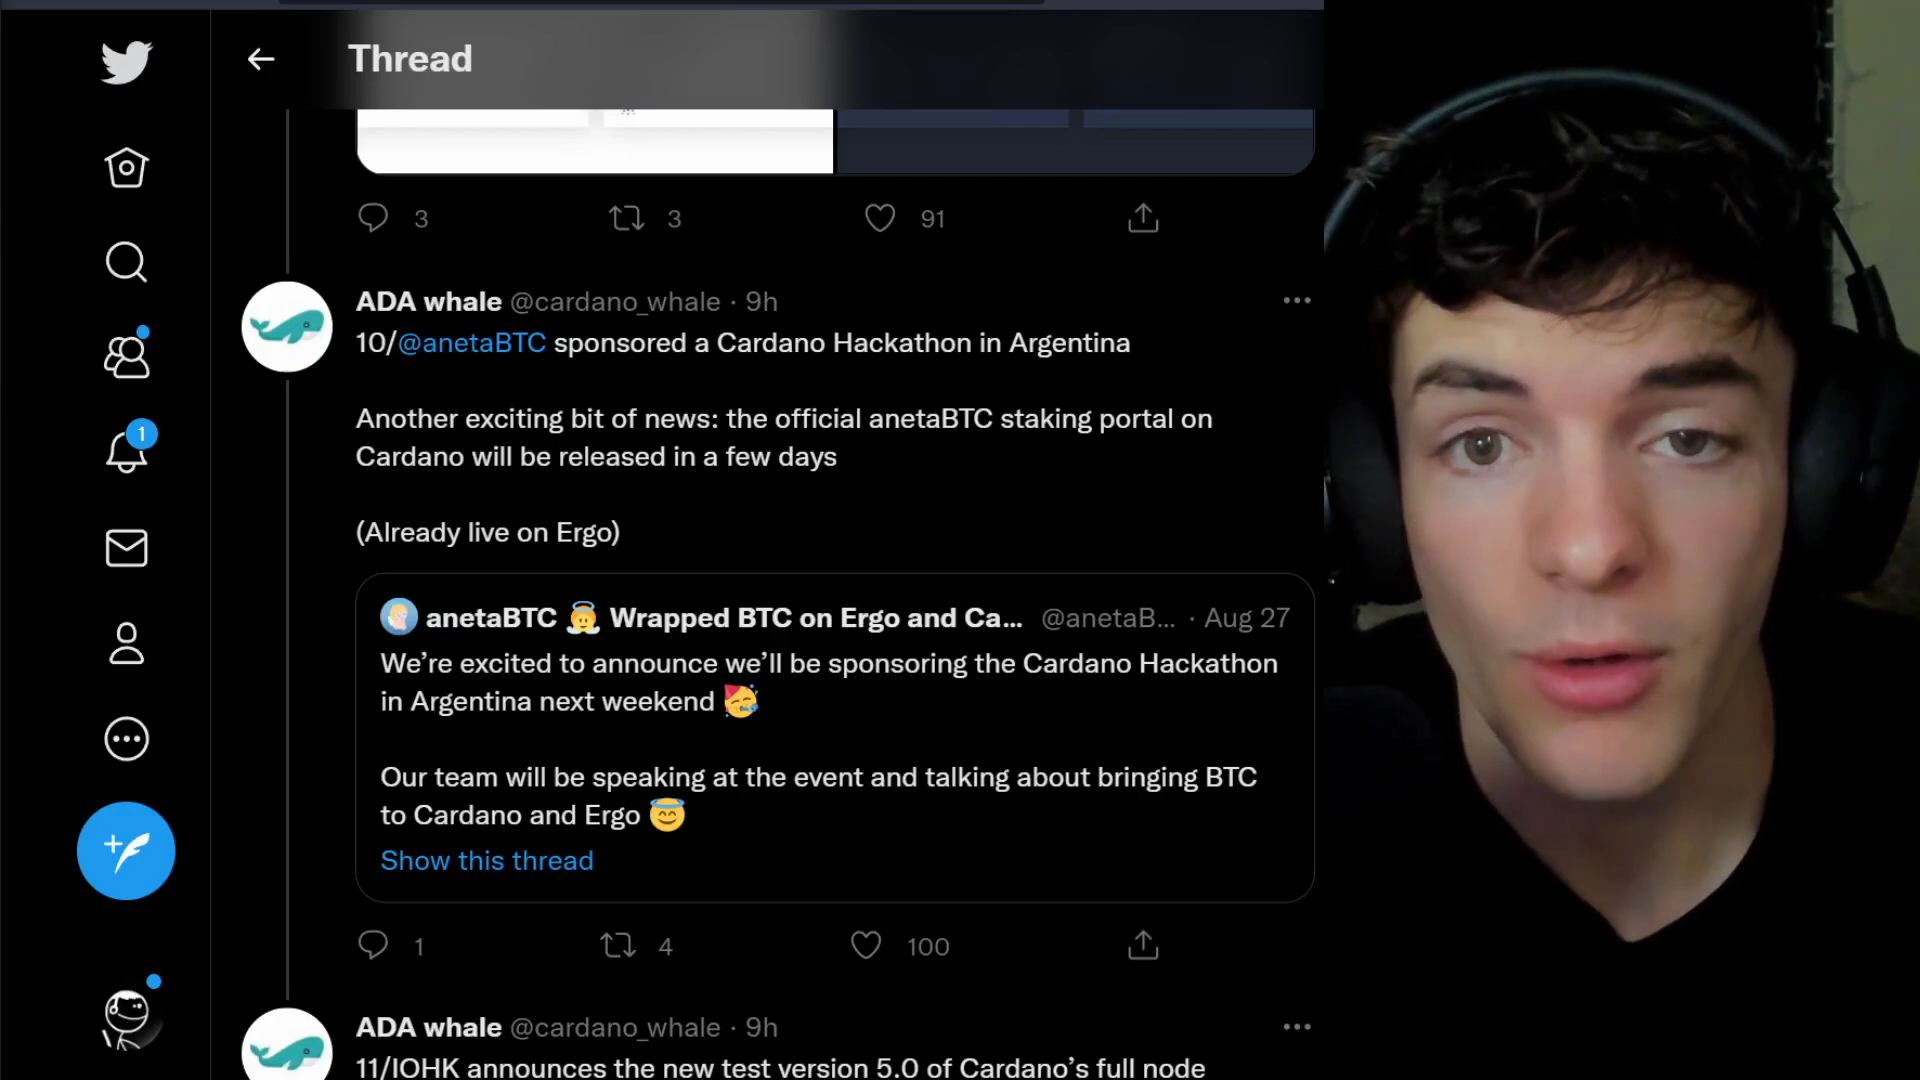 Thread
3 3 91
ADA whale @cardano_whale · 9h
10/@anetaBTC sponsored a Cardano Hackathon in Argentina
Another exciting bit of news: the official anetaBTC staking portal on
Cardano will be released in a few days
(Already live on Ergo)
1
anetaBTC 👼 Wrapped BTC on Ergo and Ca... @anetaB... · Aug 27
We’re excited to announce we’ll be sponsoring the Cardano Hackathon
in Argentina next weekend 🥳
Our team will be speaking at the event and talking about bringing BTC
to Cardano and Ergo 😇
Show this thread
1 4 100
ADA whale @cardano_whale · 9h
11/IOHK announces the new test version 5.0 of Cardano’s full node